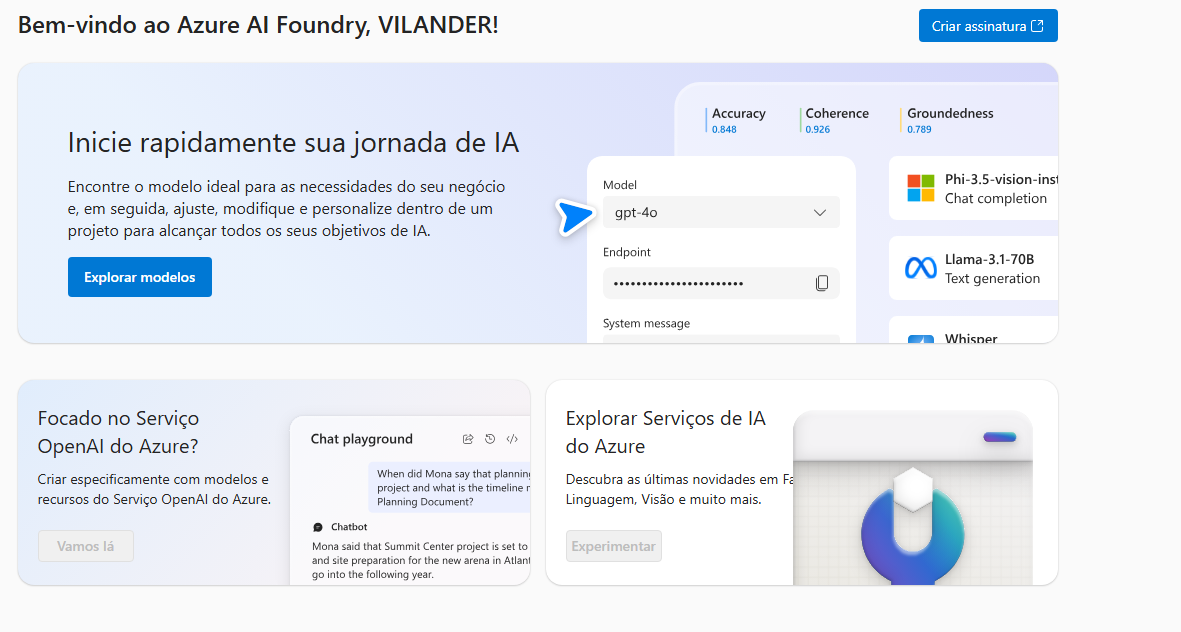 Bem-vindo ao Azure AI Foundry, VILANDER!
Criar assinatura
Inicie rapidamente sua jornada de IA
Encontre o modelo ideal para as necessidades do seu negócio
e, em seguida, ajuste, modifique e personalize dentro de um
projeto para alcançar todos os seus objetivos de IA.
Explorar modelos
Accuracy
0.848
Coherence
0.926
Groundedness
0.789
Model
gpt-4o
Endpoint
System message
Phi-3.5-vision-inst
Chat completion
Llama-3.1-70B
Text generation
Whisper
Focado no Serviço
OpenAI do Azure?
Criar especificamente com modelos e
recursos do Serviço OpenAI do Azure.
Vamos lá
Chat playground
When did Mona say that planning
project and what is the timeline
Planning Document?
Chatbot
Mona said that Summit Center project is set to
and site preparation for the new arena in Atlant
go into the following year.
Explorar Serviços de IA
do Azure
Descubra as últimas novidades em Fa
Linguagem, Visão e muito mais.
Experimentar